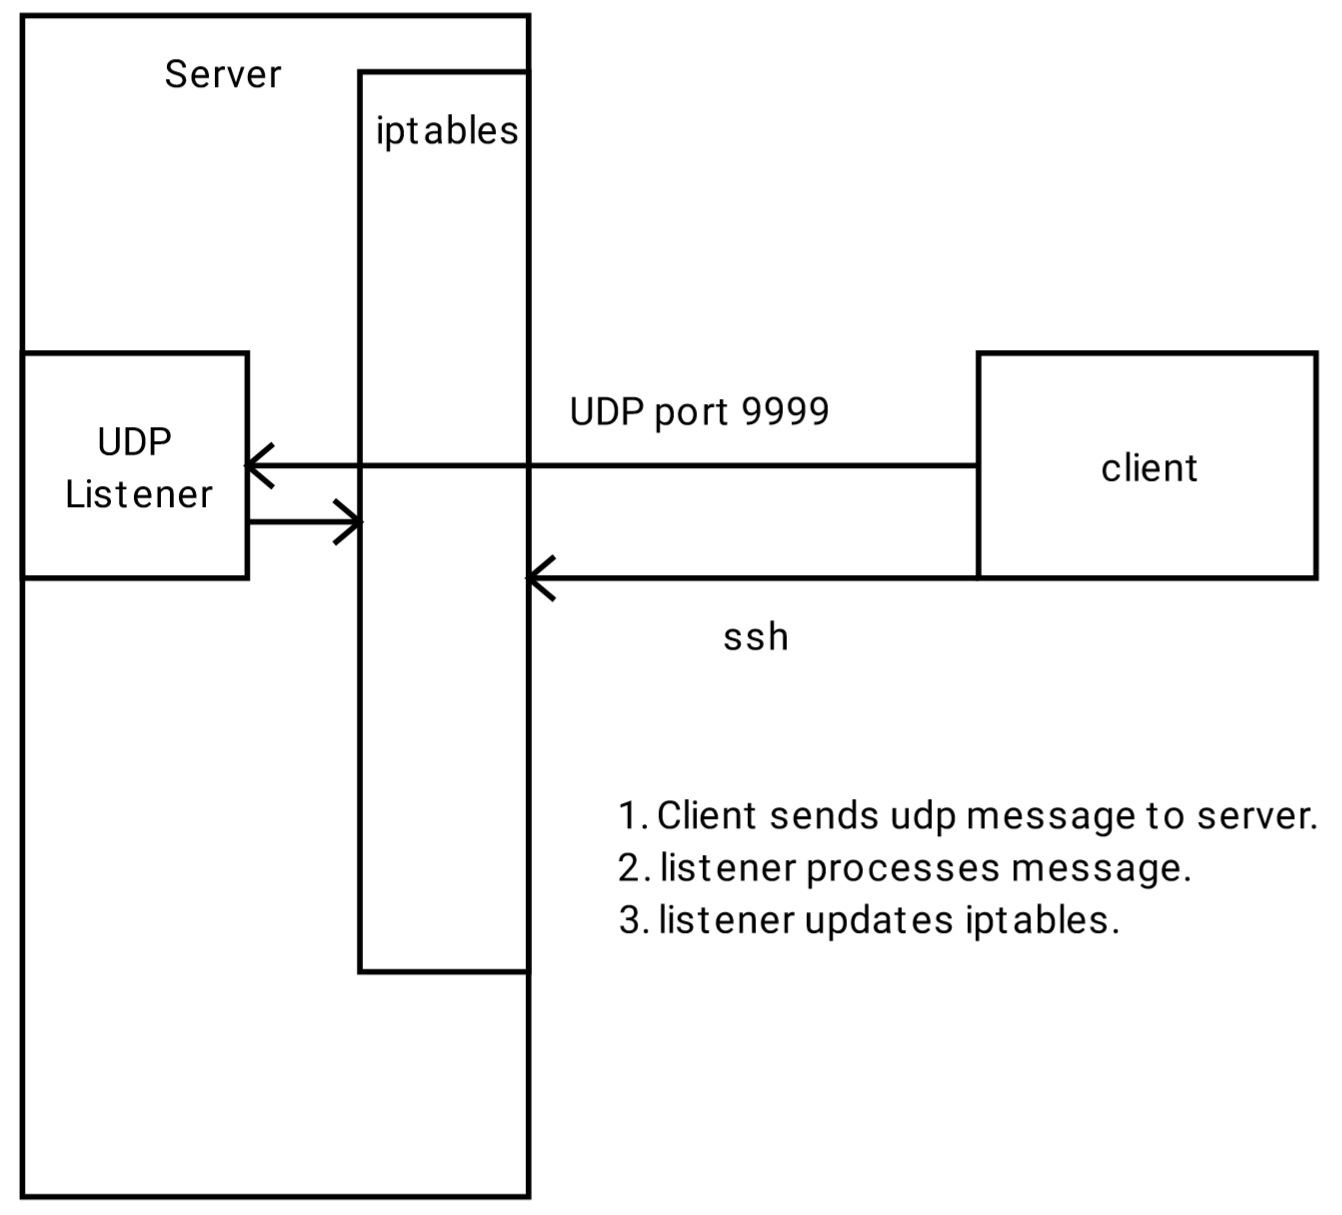 Server
iptables
UDP port 9999
UDP
Listener
client
ssh
1. Client sends udp message to server.
2. listener processes message.
3. listener updates iptables.